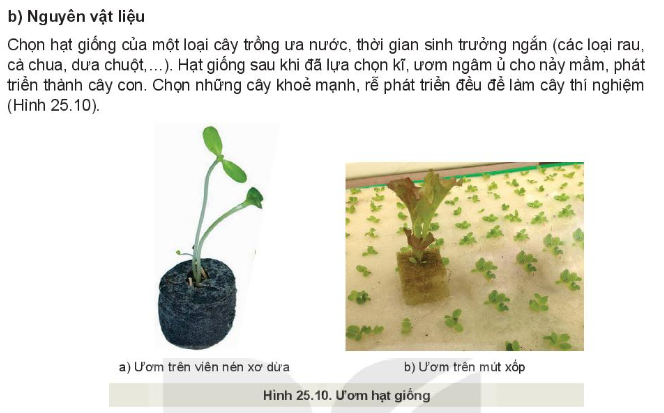 b) Nguyên vật liệu
Chọn hạt giống của một loại cây trồng ưa nước, thời gian sinh trưởng ngắn (các loại rau,
cà chua, dưa chuột,...). Hạt giống sau khi đã lựa chọn kĩ, ươm ngâm ủ cho nảy mầm, phát
triển thành cây con. Chọn những cây khoẻ mạnh, rễ phát triển đều để làm cây thí nghiệm
(Hình 25.10).
a) Ươm trên viên nén xơ dừa
b) Ươm trên mút xốp
Hình 25.10. Ươm hạt giống